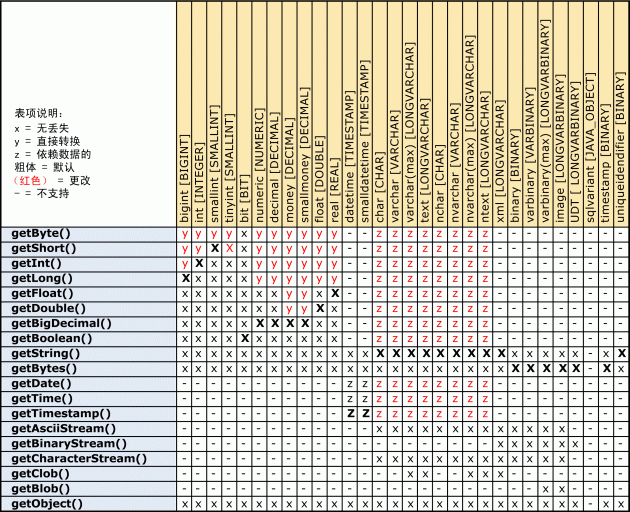 表项说明:
x = 无丢失
y = 直接转换
z = 依赖数据的
粗体 = 默认
(红色) = 更改
- = 不支持
bigint [BIGINT]
int [INTEGER]
smallint [SMALLINT]
tinyint [SMALLINT]
bit [BIT]
numeric [NUMERIC]
decimal [DECIMAL]
money [DECIMAL]
smallmoney [DECIMAL]
float [DOUBLE]
real [REAL]
datetime [TIMESTAMP]
smalldatetime [TIMESTAMP]
char [CHAR]
varchar [VARCHAR]
varchar(max) [LONGVARCHAR]
text [LONGVARCHAR]
nchar [CHAR]
nvarchar [VARCHAR]
nvarchar(max) [LONGVARCHAR]
ntext [LONGVARCHAR]
xml [LONGVARCHAR]
binary [BINARY]
varbinary [VARBINARY]
varbinary(max) [LONGVARBINARY]
image [LONGVARBINARY]
UDT [LONGVARBINARY]
sqlvariant [JAVA_OBJECT]
timestamp [BINARY]
uniqueidentifier [BINARY]
getByte() y y y y x y y y y y y - - z z z z z z z z - - - - - - - - -
getShort() y y x x x y y y y y y - - z z z z z z z z - - - - - - - - -
getInt() y x x x x y y y y y y - - z z z z z z z z - - - - - - - - -
getLong() x x x x x y y y y y y - - z z z z z z z z - - - - - - - - -
getFloat() x x x x x x x y y x x - - z z z z z z z z - - - - - - - - -
getDouble() x x x x x x x y y x x - - z z z z z z z z - - - - - - - - -
getBigDecimal() x x x x x x x x x x x - - z z z z z z z z - - - - - - - - -
getBoolean() x x x x x x x x x x x - - z z z z z z z z - - - - - - - - -
getString() x x x x x x x x x x x x x x x x x x x x x x x x x x x - - x
getBytes() x x x x x x x x x x x - - x x x x x x x x x x x x x x - x x
getDate() - - - - - - - - - - - z z z z z z z z z z - - - - - - - - -
getTime() - - - - - - - - - - - z z z z z z z z z z - - - - - - - - -
getTimestamp() - - - - - - - - - - - z z z z z z z z z z - - - - - - - - -
getAsciiStream() - - - - - - - - - - - - - x x x x x x x x x x x x x - - - -
getBinaryStream() - - - - - - - - - - - - - - - - - - - - - x x x x x x - - -
getCharacterStream() - - - - - - - - - - - - - x x x x x x x x x x x x x - - - -
getClob() - - - - - - - - - - - - - - - x x - - x x x - - - - - - - -
getBlob() - - - - - - - - - - - - - - - - - - - - - - - - x x - - - -
getObject() x x x x x x x x x x x x x x x x x x x x x x x x x x x x x x